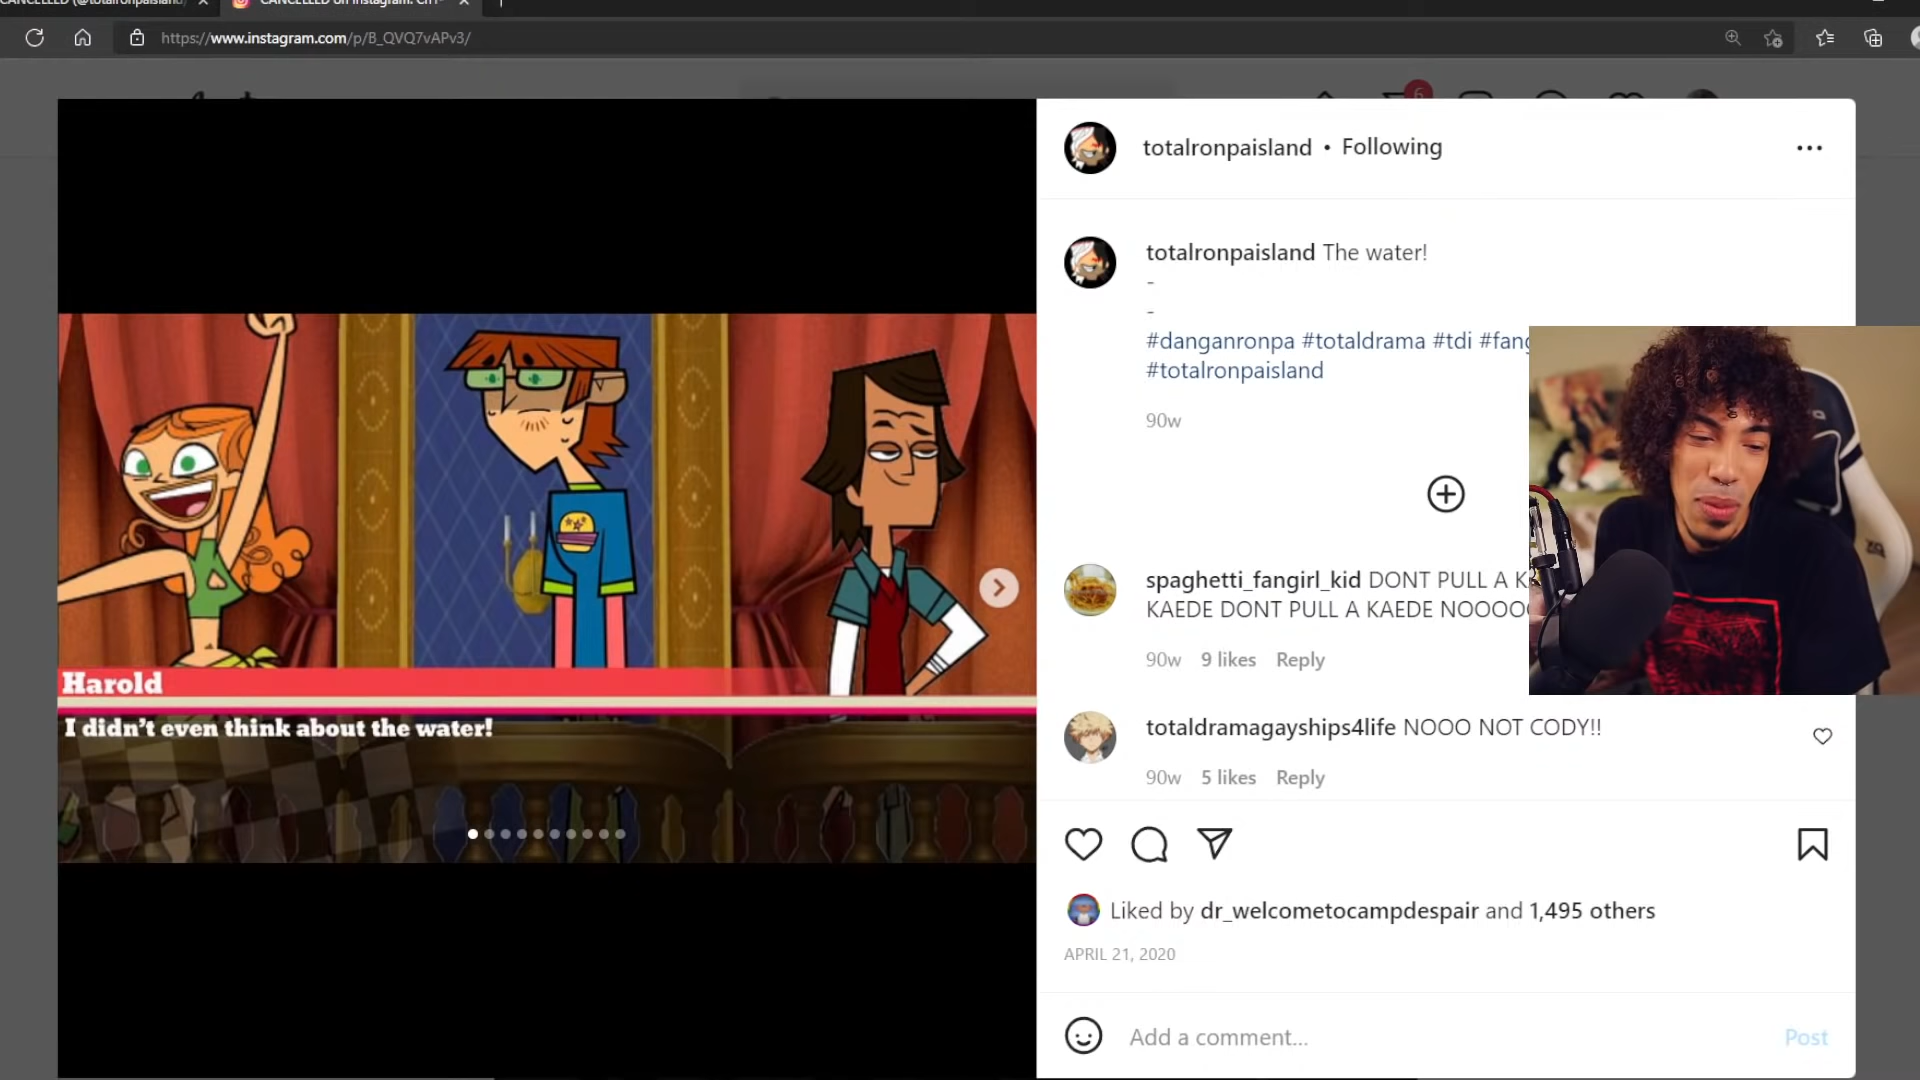 CANCELLED (@totalronpaisland)
CANCELLED on Instagram:
https://www.instagram.com/p/B_QVQ7vAPv3/
6
totalronpaisland • Following
totalronpaisland The water!
-
-
#danganronpa #totaldrama #tdi
#totalronpaisland
90w
spaghetti_fangirl_kid DONT PULL A
KAEDE DONT PULL A KAEDE NOOOO
90w 9 likes Reply
totaldramagayships4life NOOO NOT CODY!!
90w 5 likes Reply
Harold
I didn't even think about the water!
Liked by dr_welcometocampdespair and 1,495 others
APRIL 21, 2020
Add a comment...
Post